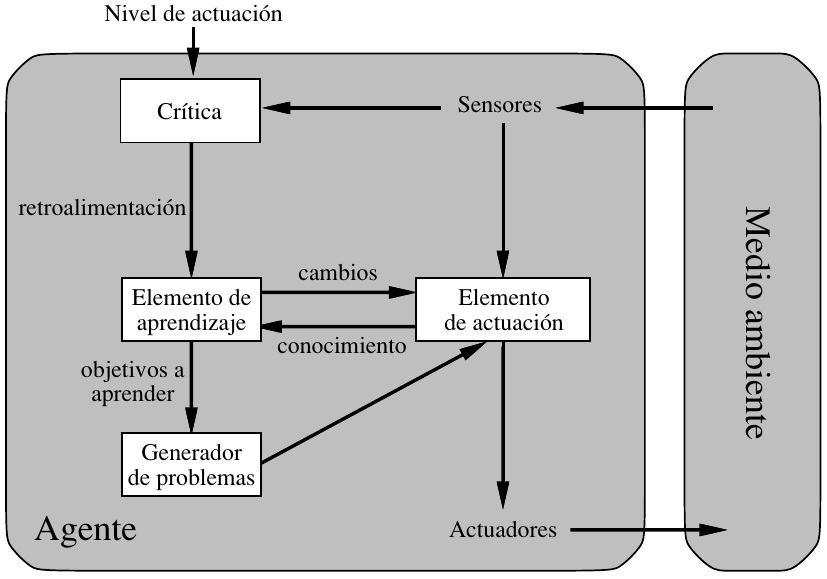 Nivel de actuación
Crítica
Sensores
retroalimentación
cambios
Elemento de
aprendizaje
Elemento
de actuación
conocimiento
objetivos a
aprender
Generador
de problemas
Agente
Actuadores
Medio ambiente